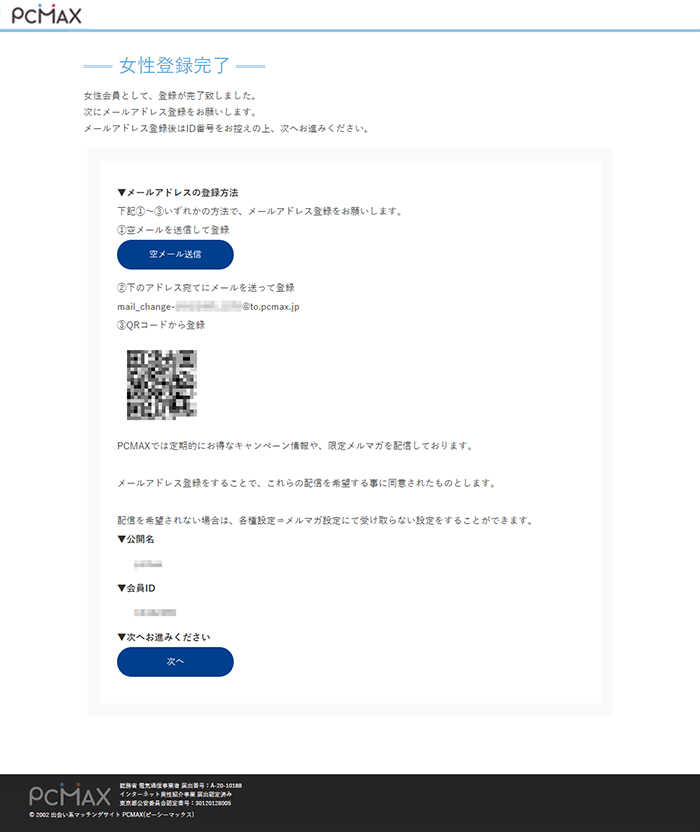 PCMAX
女性登録完了
女性会員として、登録が完了致しました。
次にメールアドレス登録をお願いします。
メールアドレス登録後はID番号をお控えの上、次へお進みください。
▼メールアドレスの登録方法
下記①～③いずれかの方法で、メールアドレス登録をお願いします。
①空メールを送信して登録
空メール送信
②下のアドレス宛てにメールを送って登録
mail_change-@to.pcmax.jp
③QRコードから登録
PCMAXでは定期的にお得なキャンペーン情報や、限定メルマガを配信しております。
メールアドレス登録をすることで、これらの配信を希望する事に同意されたものとします。
配信を希望されない場合は、各種設定⇒メルマガ設定にて受け取らない設定をすることができます。
▼公開名
▼会員ID
▼次へお進みください
次へ
PCMAX
総務省 電気通信事業者 届出番号：A-20-10188
インターネット異性紹介事業 届出認定済み
東京都公安委員会認定番号：30120128005
© 2002 出会い系マッチングサイト PCMAX(ピーシーマックス)